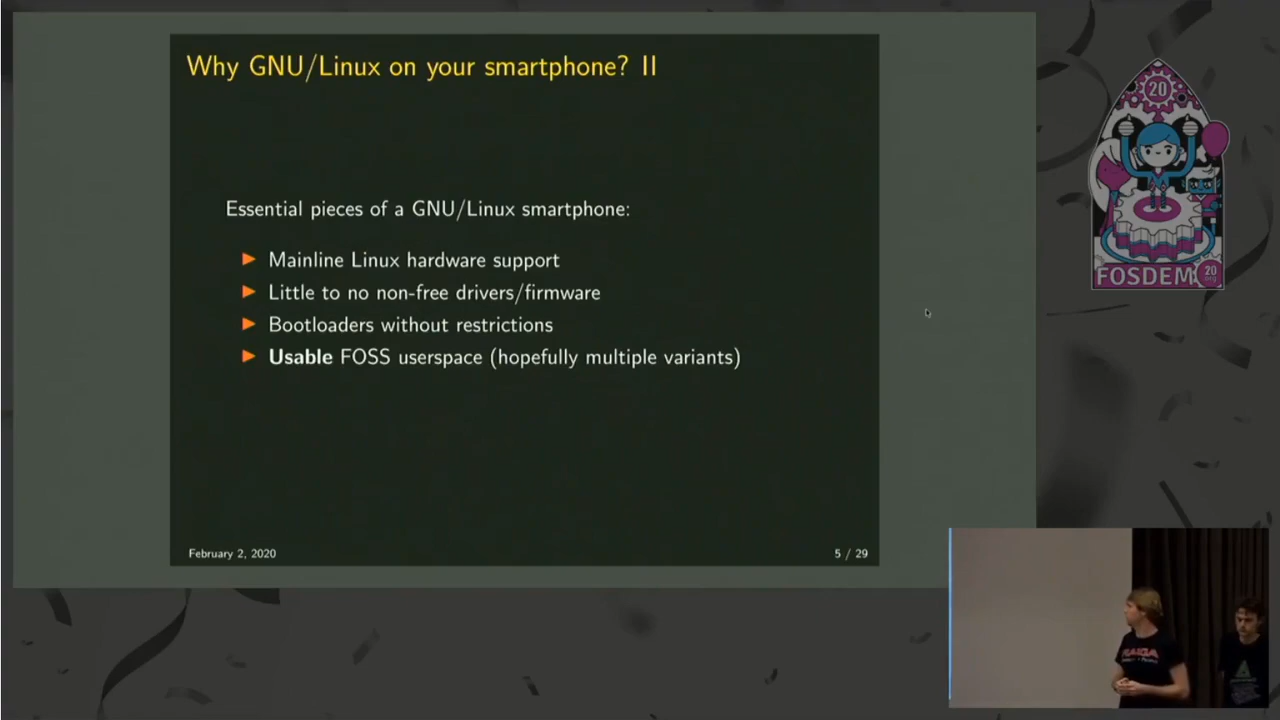 Why GNU/Linux on your smartphone? II
Essential pieces of a GNU/Linux smartphone:
Mainline Linux hardware support
Little to no non-free drivers/firmware
Bootloaders without restrictions
Usable FOSS userspace (hopefully multiple variants)
February 2, 2020
5 / 29
20
FOSDEM
20